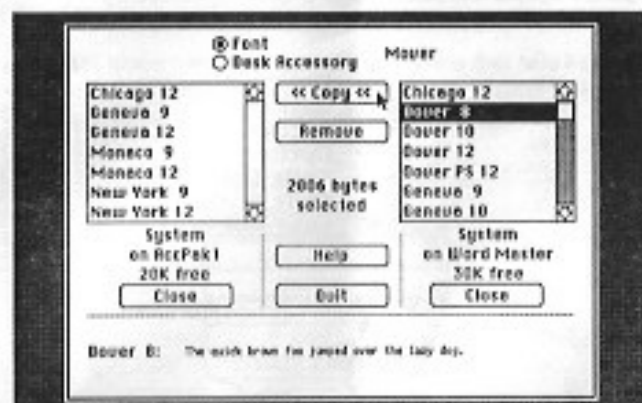 Font
Desk Accessory
Mover
Chicago 12
Geneva 9
Geneva 12
Monaco 9
Monaco 12
New York 9
New York 12
<< Copy <<
Remove
2006 bytes
selected
Chicago 12
Dover 8
Dover 10
Dover 12
Dover PS 12
Geneva 9
Geneva 10
System
on AccPak1
20K free
Close
Help
Quit
System
on Word Master
30K free
Close
Dover 8: The quick brown fox jumped over the lazy dog.